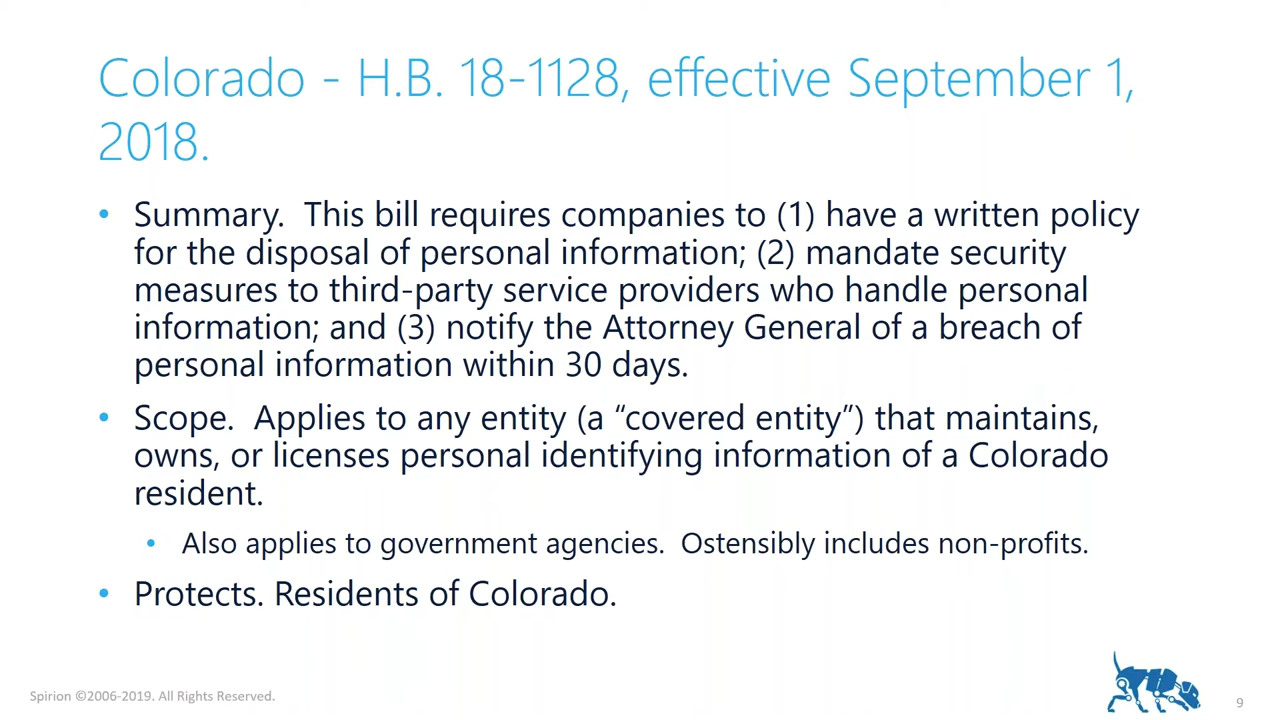 Colorado - H.B. 18-1128, effective September 1,
2018.
• Summary.  This bill requires companies to (1) have a written policy
for the disposal of personal information; (2) mandate security
measures to third-party service providers who handle personal
information; and (3) notify the Attorney General of a breach of
personal information within 30 days.
• Scope.  Applies to any entity (a “covered entity”) that maintains,
owns, or licenses personal identifying information of a Colorado
resident.
• Also applies to government agencies.  Ostensibly includes non-profits.
• Protects. Residents of Colorado.
Spirion ©2006-2019. All Rights Reserved.
9